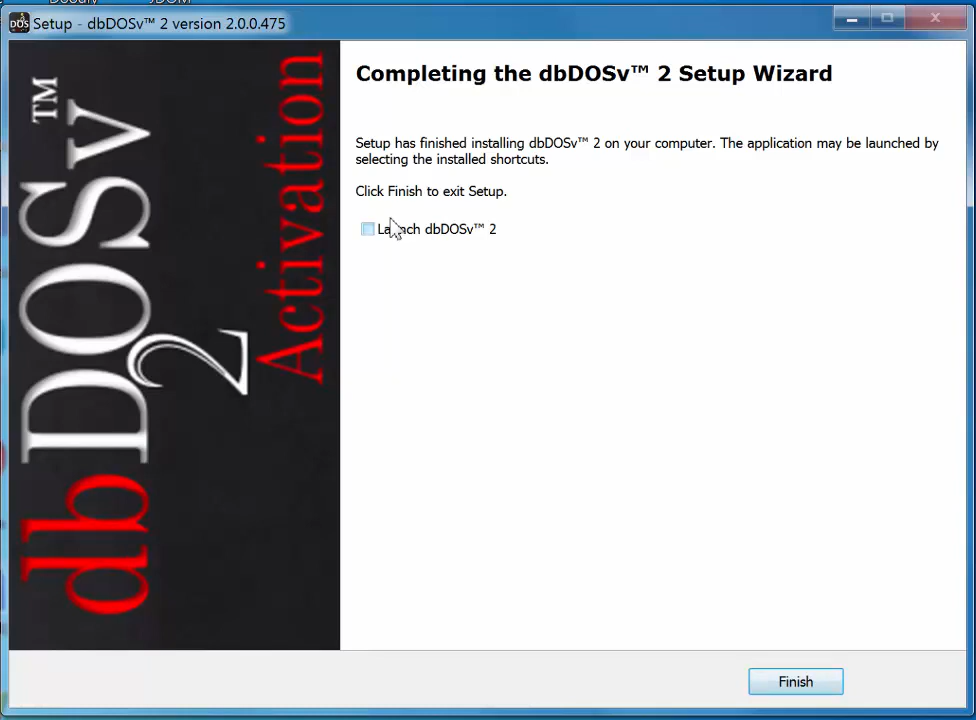 Setup - dbDOSv™ 2 version 2.0.0.475
dbDOSv™
2
Activation
Completing the dbDOSv™ 2 Setup Wizard
Setup has finished installing dbDOSv™ 2 on your computer. The application may be launched by
selecting the installed shortcuts.
Click Finish to exit Setup.
Launch dbDOSv™ 2
Finish